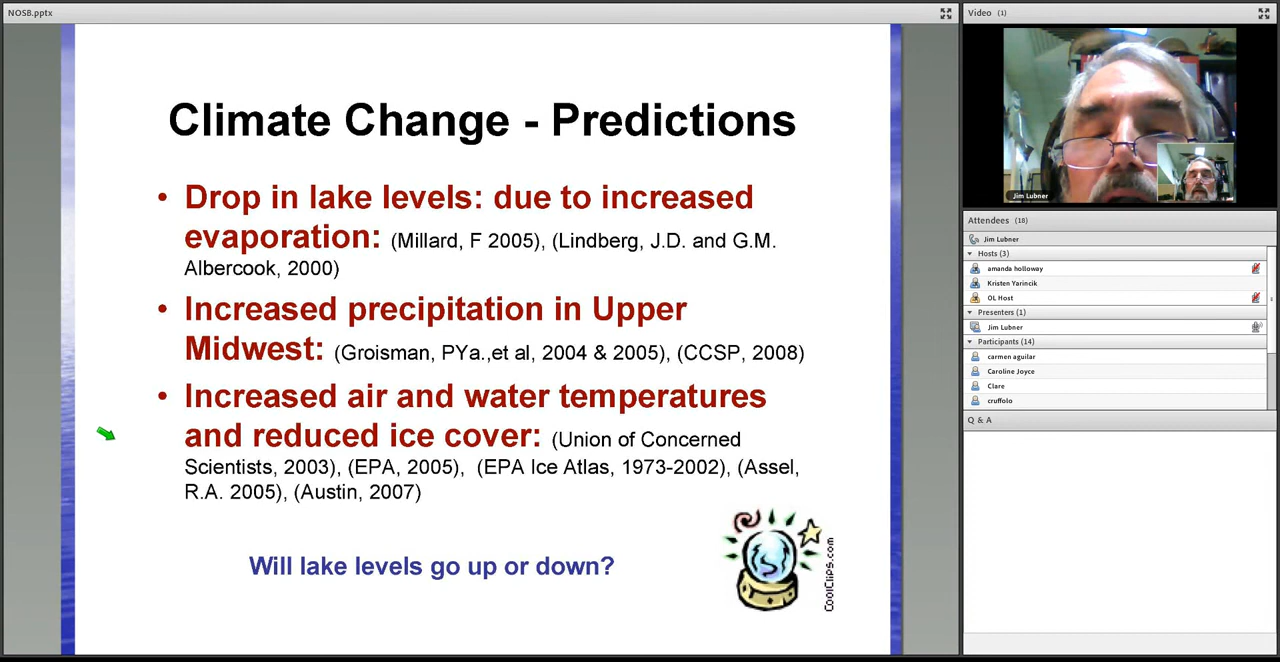 NOSB.pptx
Climate Change - Predictions
• Drop in lake levels: due to increased
evaporation: (Millard, F 2005), (Lindberg, J.D. and G.M.
Albercook, 2000)
• Increased precipitation in Upper
Midwest: (Groisman, PYa.,et al, 2004 & 2005), (CCSP, 2008)
• Increased air and water temperatures
and reduced ice cover: (Union of Concerned
Scientists, 2003), (EPA, 2005), (EPA Ice Atlas, 1973-2002), (Assel,
R.A. 2005), (Austin, 2007)
Will lake levels go up or down?
CoolClips.com
Video (1)
Jim Lubner
Attendees (18)
Jim Lubner
Hosts (3)
amanda holloway
Kristen Yarincik
OL Host
Presenters (1)
Jim Lubner
Participants (14)
carmen aguilar
Caroline Joyce
Clare
cruffolo
Q & A